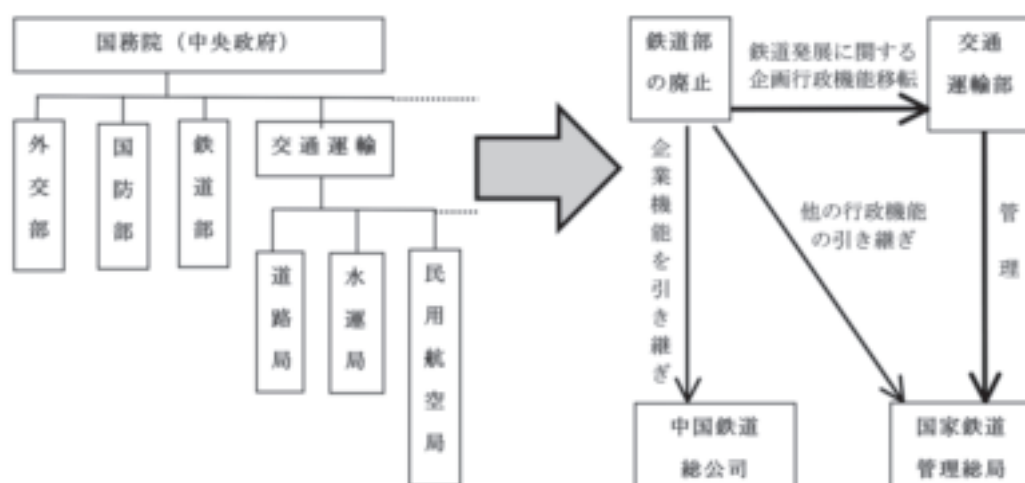 国務院（中央政府）
外交部
国防部
鉄道部
交通運輸
道路局
水運局
民用航空局
鉄道部
の廃止
鉄道発展に関する
企画行政機能移転
交通
運輸部
企業機能を引き継ぎ
他の行政機能
の引き継ぎ
管理
中国鉄道
総公司
国家鉄道
管理総局